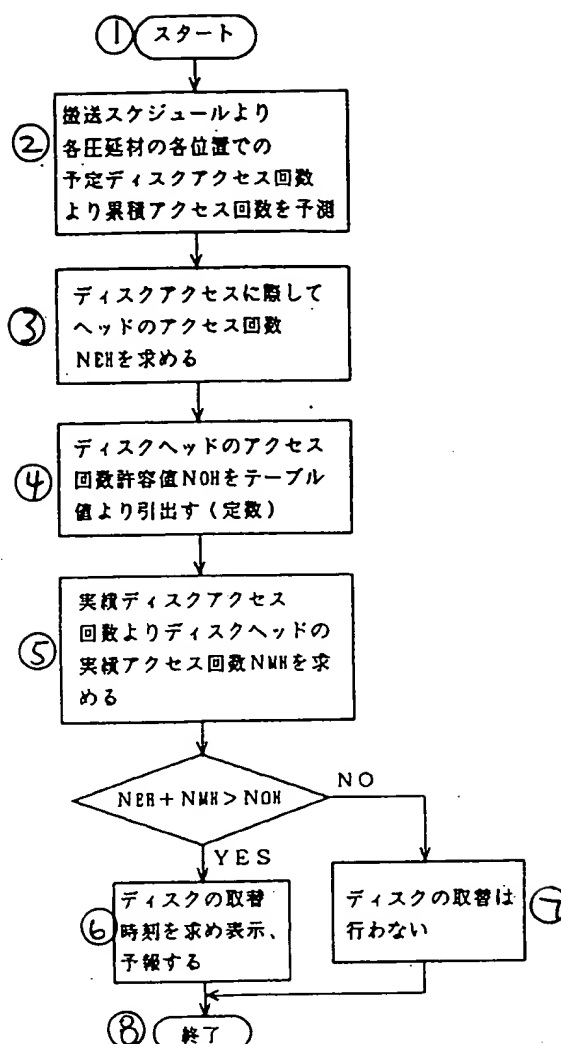 ① スタート
② 搬送スケジュールより
各圧延材の各位置での
予定ディスクアクセス回数
より累積アクセス回数を予測
③ ディスクアクセスに際して
ヘッドのアクセス回数
NEHを求める
④ ディスクヘッドのアクセス
回数許容値NOHをテーブル
値より引出す(定数)
⑤ 実績ディスクアクセス
回数よりディスクヘッドの
実績アクセス回数NMHを求
める
NEH+NMH>NOH
NO
YES
⑥ ディスクの取替
時刻を求め表示、
予報する
⑦ ディスクの取替は
行わない
⑧ 終了